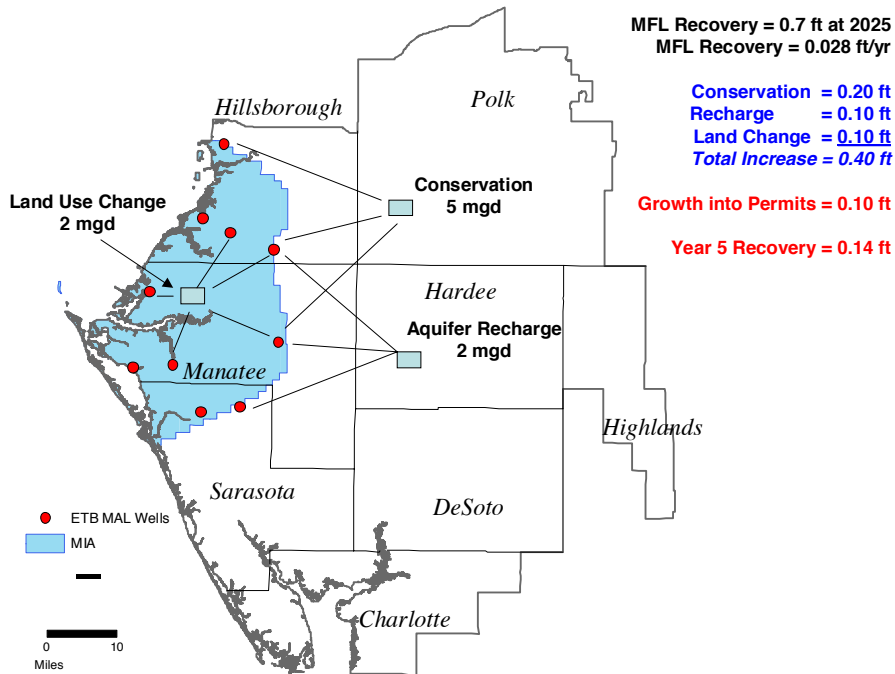 MFL Recovery = 0.7 ft at 2025
MFL Recovery = 0.028 ft/yr
Conservation = 0.20 ft
Recharge = 0.10 ft
Land Change = 0.10 ft
Total Increase = 0.40 ft
Growth into Permits = 0.10 ft
Year 5 Recovery = 0.14 ft
Hillsborough
Polk
Conservation
5 mgd
Land Use Change
2 mgd
Hardee
Aquifer Recharge
2 mgd
Manatee
Highlands
Sarasota
DeSoto
ETB MAL Wells
MIA
Charlotte
0 10
Miles